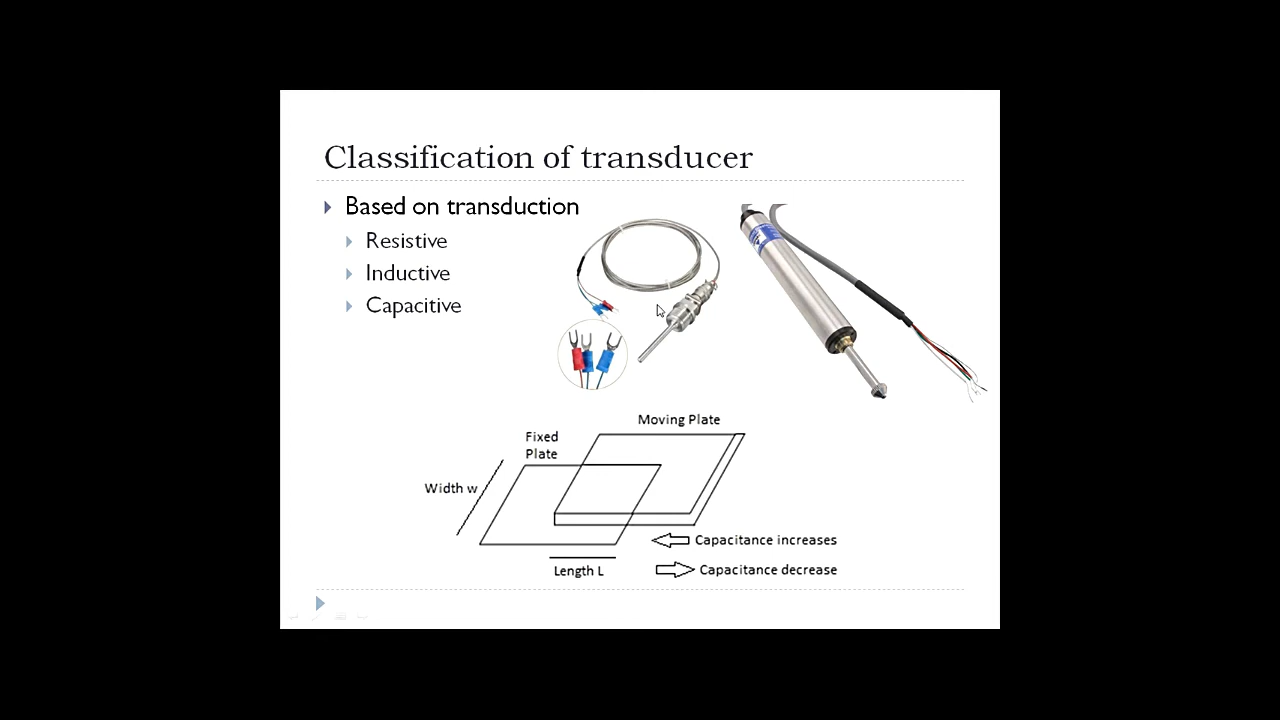 Classification of transducer
Based on transduction
Resistive
Inductive
Capacitive
Moving Plate
Fixed
Plate
Width w
Capacitance increases
Length L
Capacitance decrease